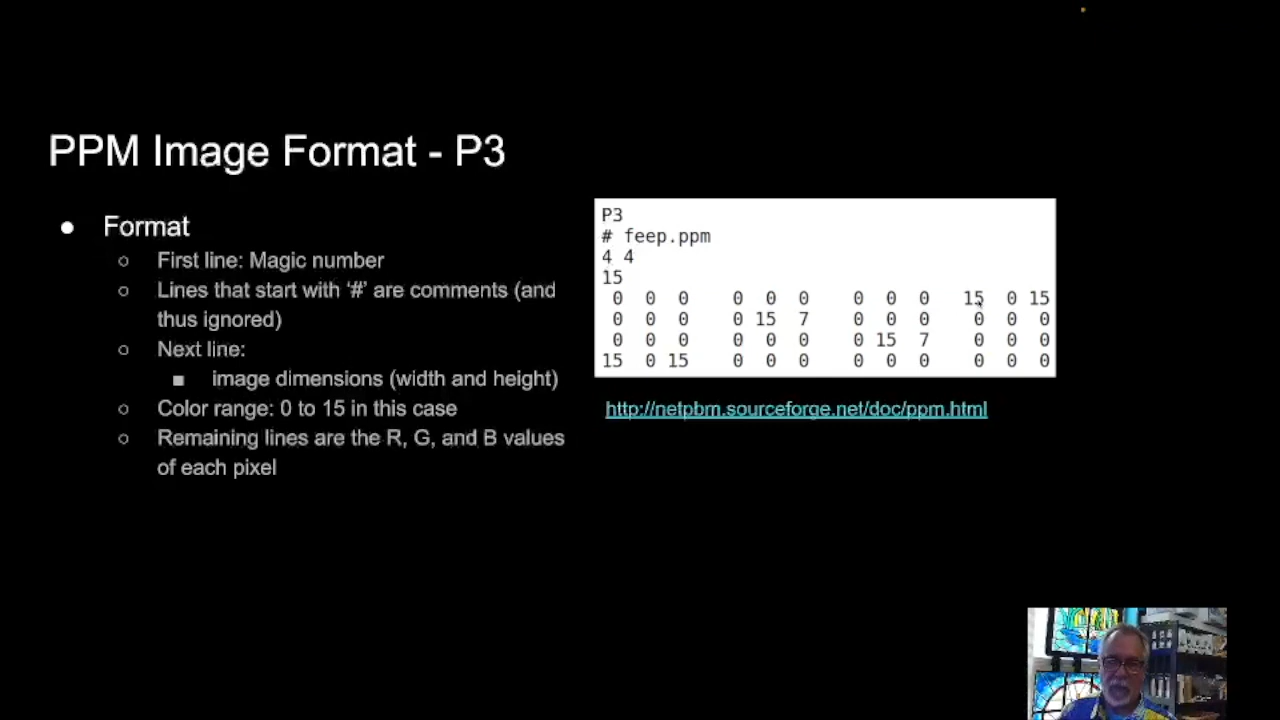 PPM Image Format - P3
● Format
○ First line: Magic number
○ Lines that start with ‘#’ are comments (and
thus ignored)
○ Next line:
■ image dimensions (width and height)
○ Color range: 0 to 15 in this case
○ Remaining lines are the R, G, and B values
of each pixel
P3
# feep.ppm
4 4
15
0 0 0 0 0 0 0 0 0 15 0 15
0 0 0 0 15 7 0 0 0 0 0 0
0 0 0 0 0 0 0 15 7 0 0 0
15 0 15 0 0 0 0 0 0 0 0 0
http://netpbm.sourceforge.net/doc/ppm.html